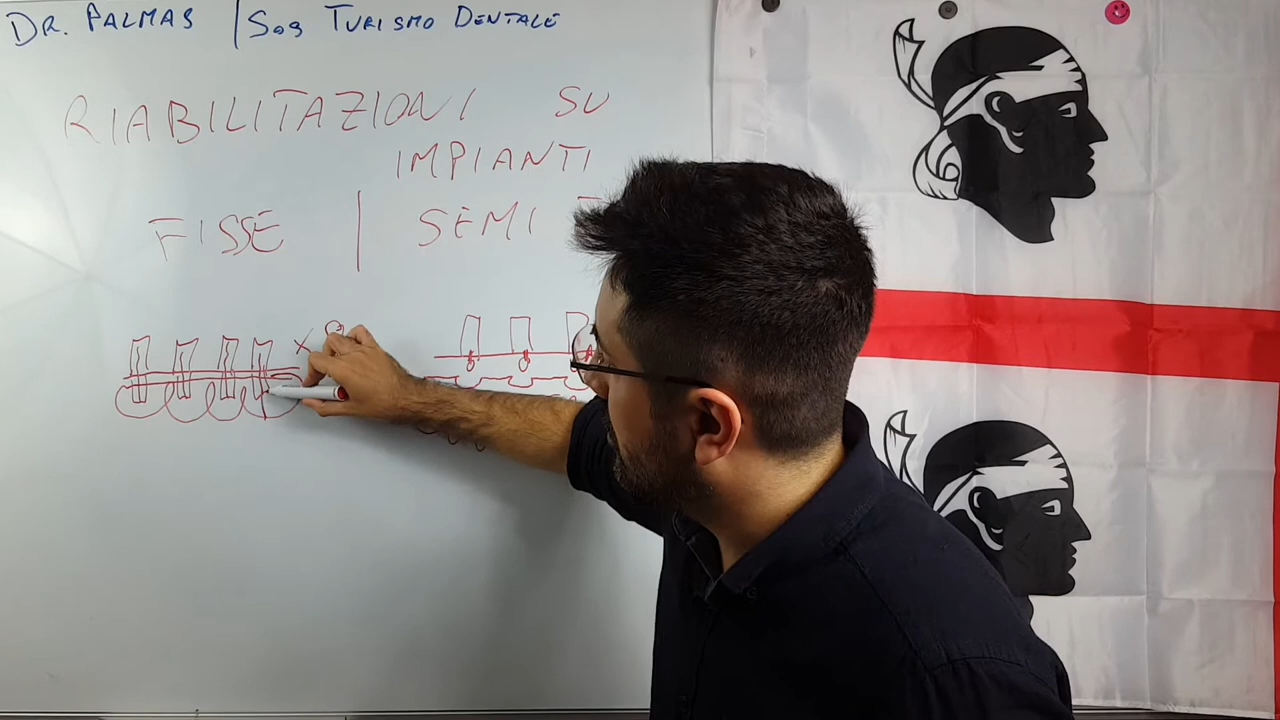 DR. PALMAS | SOS TURISMO DENTALE
RIABILITAZIONI SU
IMPIANTI
FISSE | SEMI